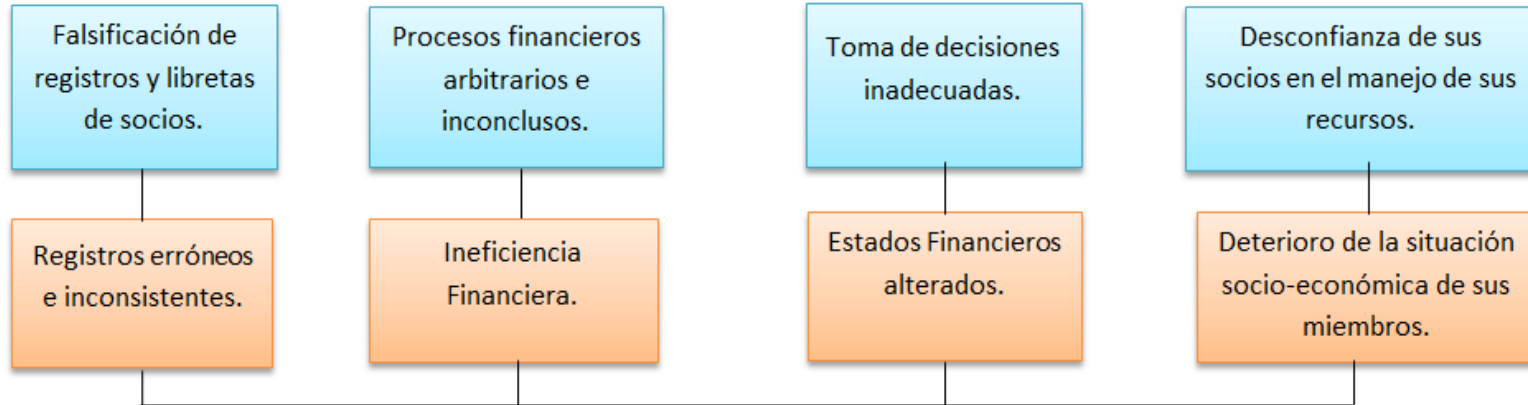 Falsificación de
registros y libretas
de socios.
Procesos financieros
arbitrarios e
inconclusos.
Toma de decisiones
inadecuadas.
Desconfianza de sus
socios en el manejo de sus
recursos.
Registros erróneos
e inconsistentes.
Ineficiencia
Financiera.
Estados Financieros
alterados.
Deterioro de la situación
socio-económica de sus
miembros.